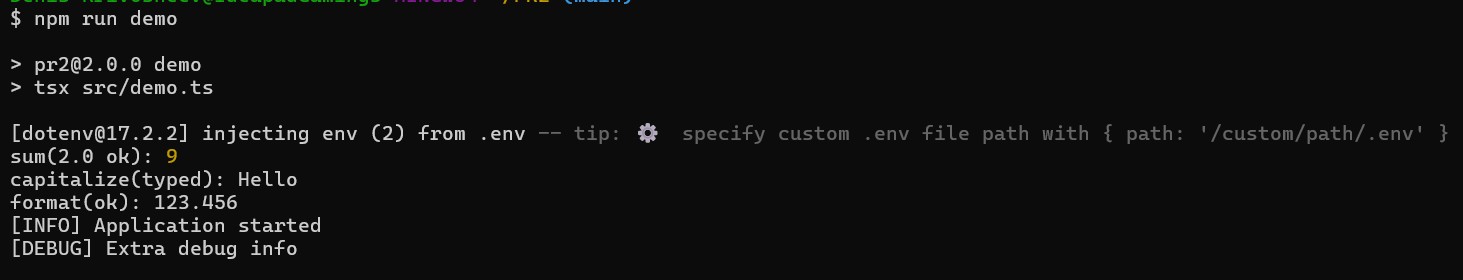 $ npm run demo
> pr2@2.0.0 demo
> tsx src/demo.ts
[dotenv@17.2.2] injecting env (2) from .env -- tip: ⚙️ specify custom .env file path with { path: '/custom/path/.env' }
sum(2.0 ok): 9
capitalize(typed): Hello
format(ok): 123.456
[INFO] Application started
[DEBUG] Extra debug info